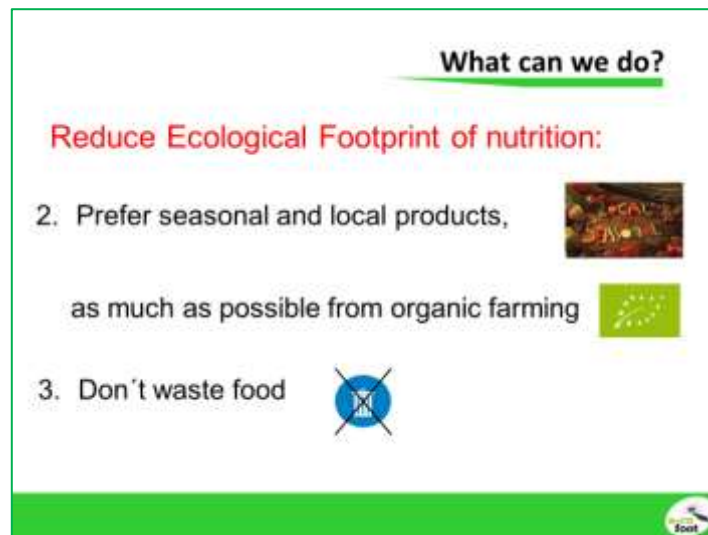 What can we do?
Reduce Ecological Footprint of nutrition:
2. Prefer seasonal and local products,
as much as possible from organic farming
3. Don´t waste food
foot